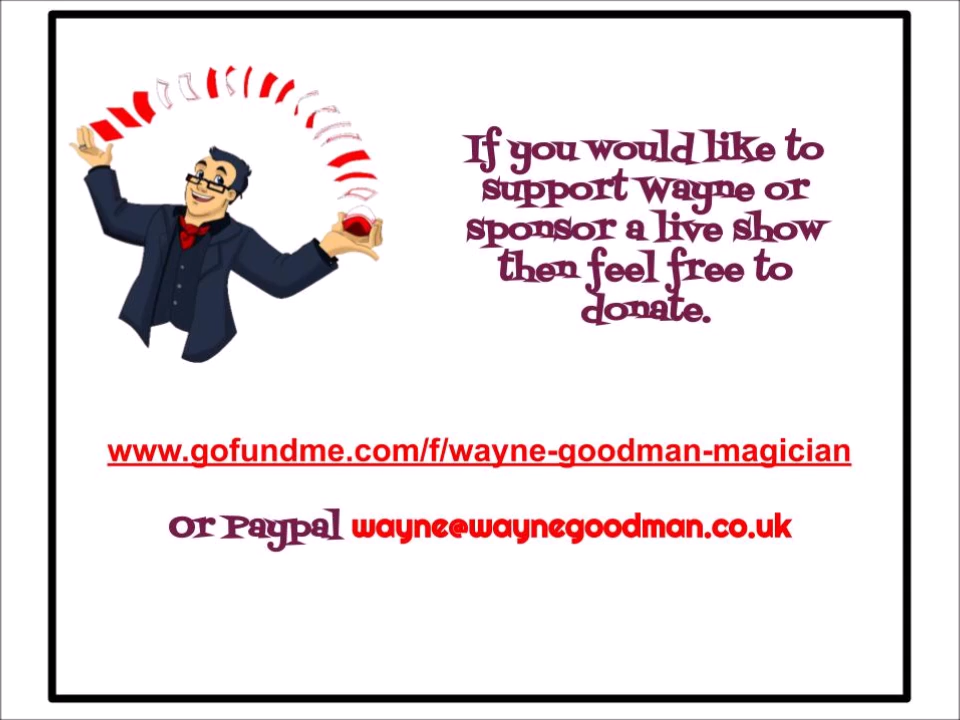 If you would like to
support Wayne or
sponsor a live show
then feel free to
donate.
www.gofundme.com/f/wayne-goodman-magician
Or Paypal wayne@waynegoodman.co.uk